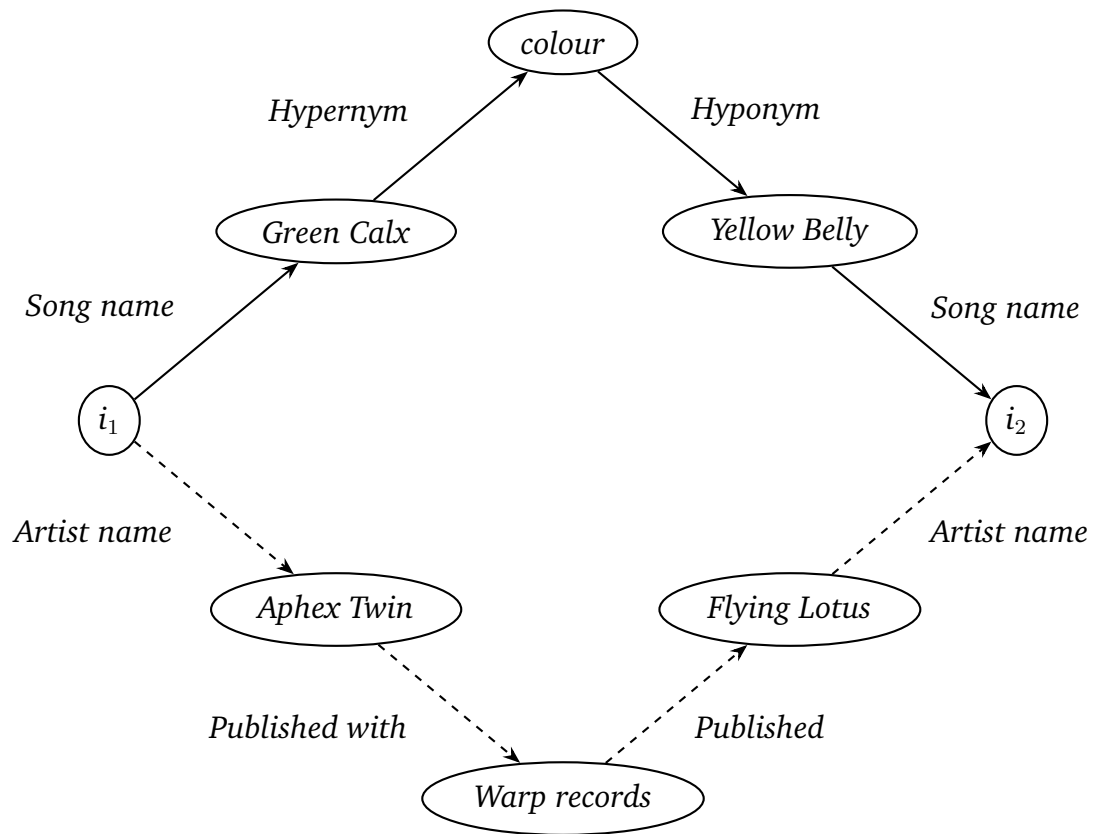 colour
Hypernym
Hyponym
Green Calx
Yellow Belly
Song name
Song name
i₁
i₂
Artist name
Artist name
Aphex Twin
Flying Lotus
Published with
Published
Warp records